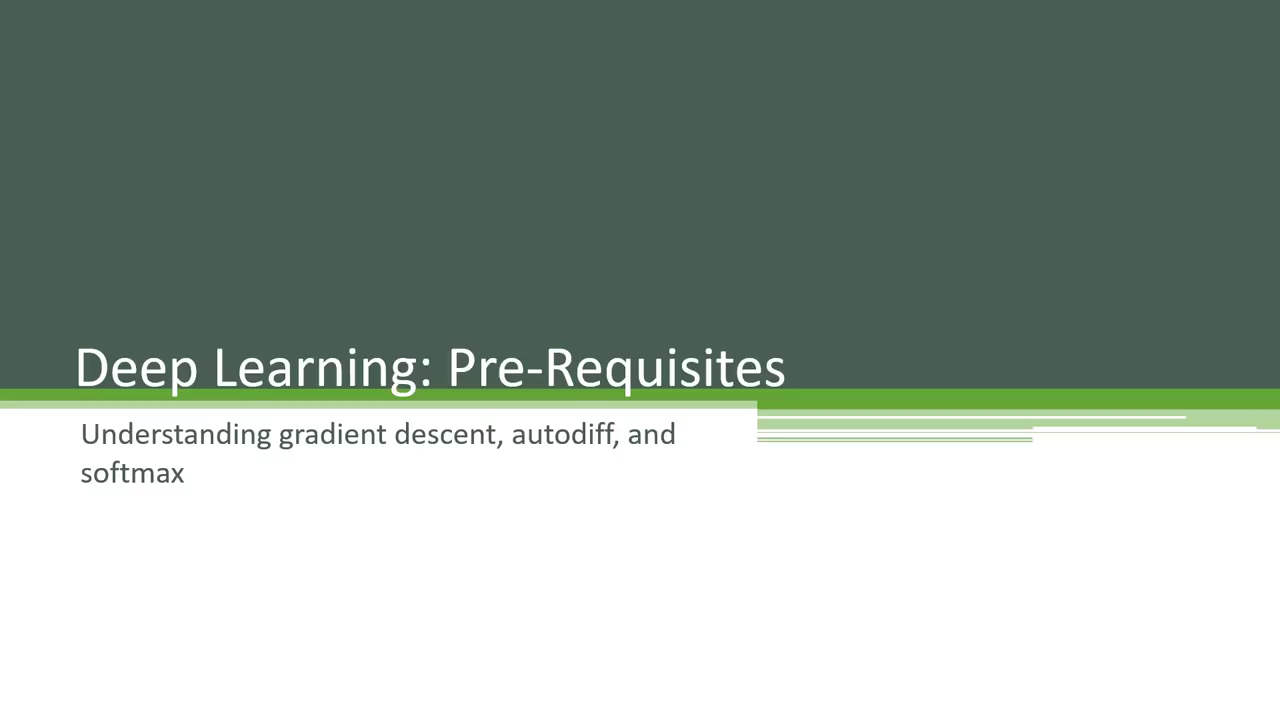 Deep Learning: Pre-Requisites
Understanding gradient descent, autodiff, and
softmax